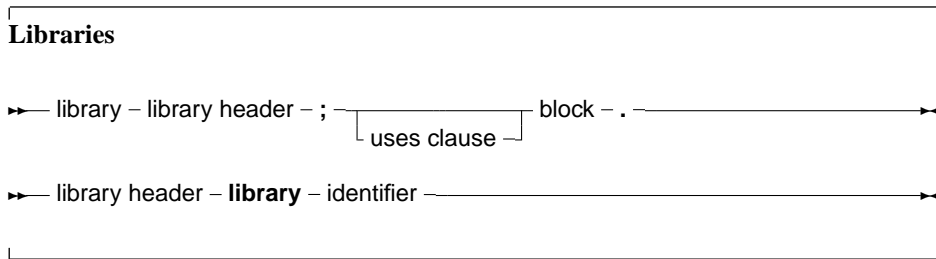 Libraries
library – library header – ; – block – . –
uses clause –
library header – library – identifier –